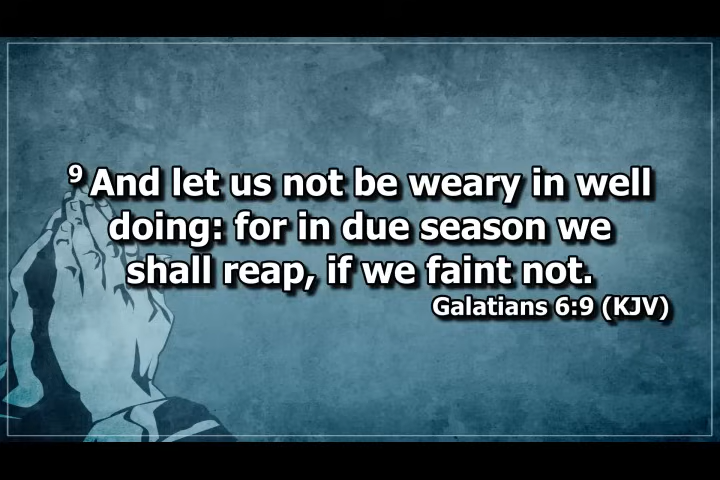 9 And let us not be weary in well
doing: for in due season we
shall reap, if we faint not.
Galatians 6:9 (KJV)